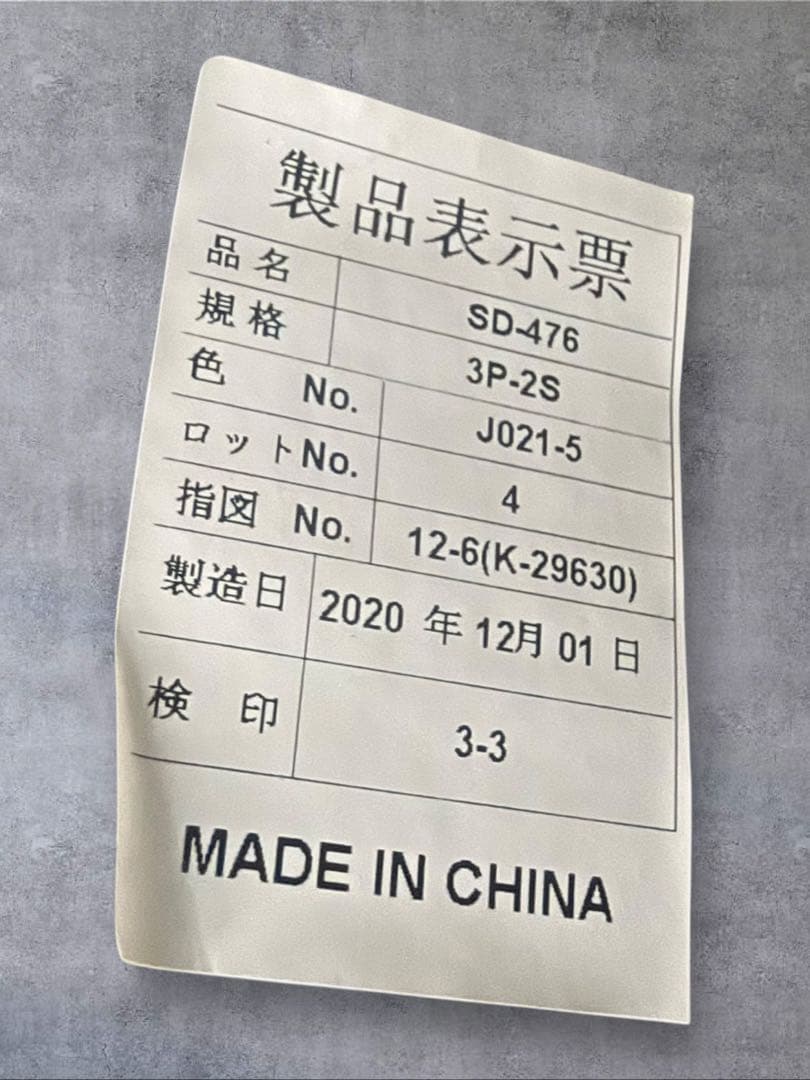 製品表示票
品名 SD-476
規格 3P-2S
色 No. J021-5
ロットNo. 4
指図 No. 12-6(K-29630)
製造日 2020 年 12月 01 日
検 印 3-3
MADE IN CHINA